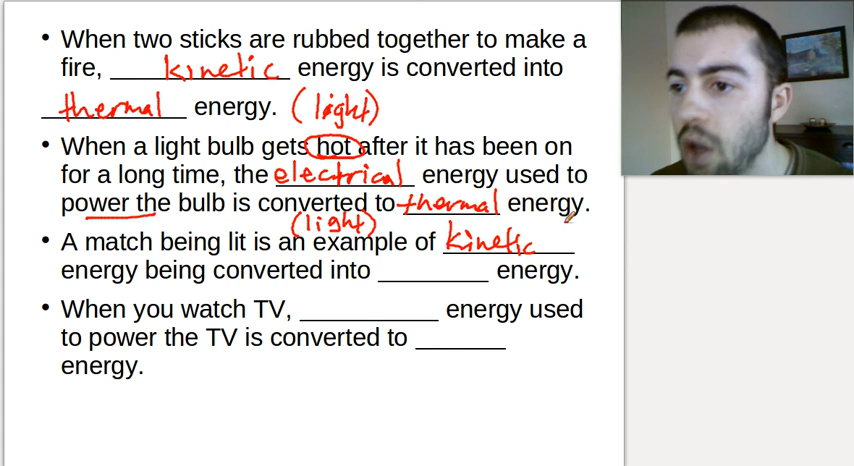 • When two sticks are rubbed together to make a
fire, kinetic energy is converted into
thermal energy. (light)
• When a light bulb gets hot after it has been on
for a long time, the electrical energy used to
power the bulb is converted to thermal energy.
(light)
• A match being lit is an example of kinetic
energy being converted into ________ energy.
• When you watch TV, __________ energy used
to power the TV is converted to ______
energy.